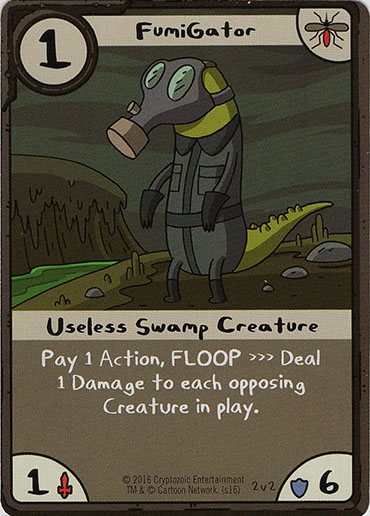 1
FumiGator
Useless Swamp Creature
Pay 1 Action, FLOOP >>> Deal
1 Damage to each opposing
Creature in play.
© 2016 Cryptozoic Entertainment
TM & © Cartoon Network. (s16)
2v2
1
6